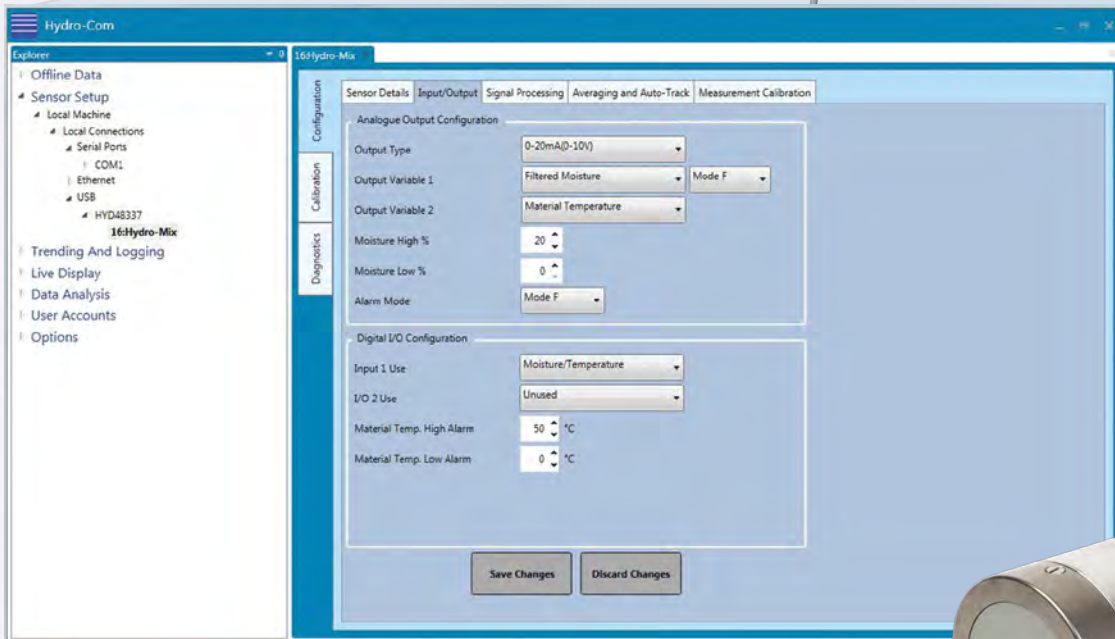 Hydro-Com
Explorer
Offline Data
Sensor Setup
Local Machine
Local Connections
Serial Ports
COM1
Ethernet
USB
HYD48337
16:Hydro-Mix
Trending And Logging
Live Display
Data Analysis
User Accounts
Options
16:Hydro-Mix
Configuration
Calibration
Diagnostics
Sensor Details Input/Output Signal Processing Averaging and Auto-Track Measurement Calibration
Analogue Output Configuration
Output Type 0-20mA(0-10V)
Output Variable 1 Filtered Moisture Mode F
Output Variable 2 Material Temperature
Moisture High % 20
Moisture Low % 0
Alarm Mode Mode F
Digital I/O Configuration
Input 1 Use Moisture/Temperature
I/O 2 Use Unused
Material Temp. High Alarm 50 °C
Material Temp. Low Alarm 0 °C
Save Changes Discard Changes